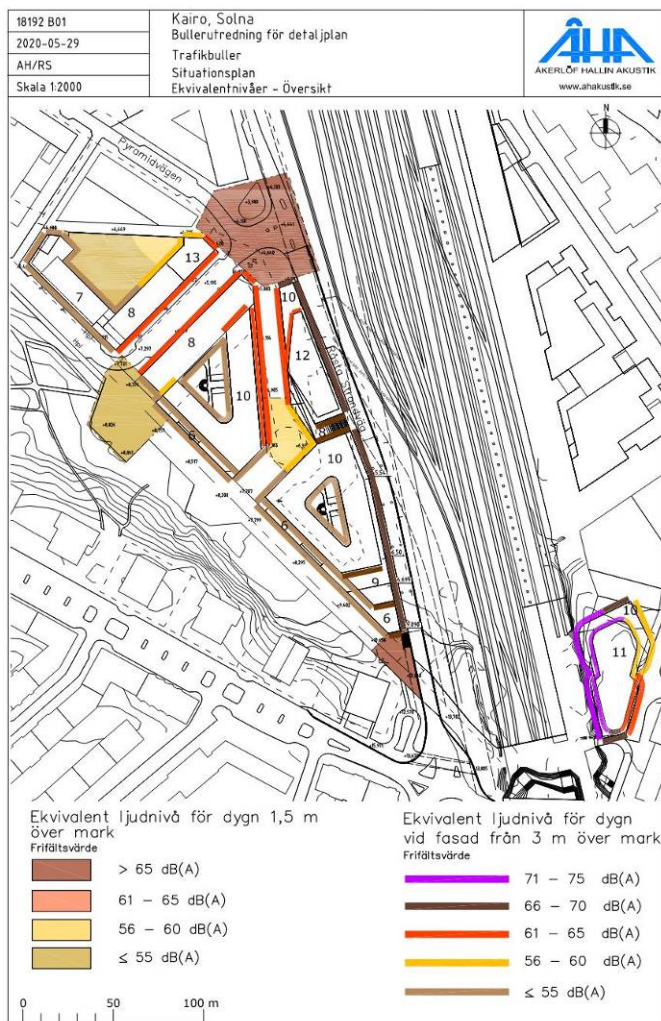 18192 B01
2020-05-29
AH/RS
Skala 1:2000
Kairo, Solna
Bullerutredning för detaljplan
Trafikbuller
Situationsplan
Ekvivalentnivåer - Översikt
ÅHA
ÅKERLÖF HALLIN AKUSTIK
www.ahakustik.se
N
Pyramidvägen
13
7
8
10
8
12
Råsta Strandväg
6
10
10
6
9
6
10
11
Ekvivalent ljudnivå för dygn 1,5 m
över mark
Frifältsvärde
> 65 dB(A)
61 – 65 dB(A)
56 – 60 dB(A)
≤ 55 dB(A)
0 50 100 m
Ekvivalent ljudnivå för dygn
vid fasad från 3 m över mark
Frifältsvärde
71 – 75 dB(A)
66 – 70 dB(A)
61 – 65 dB(A)
56 – 60 dB(A)
≤ 55 dB(A)